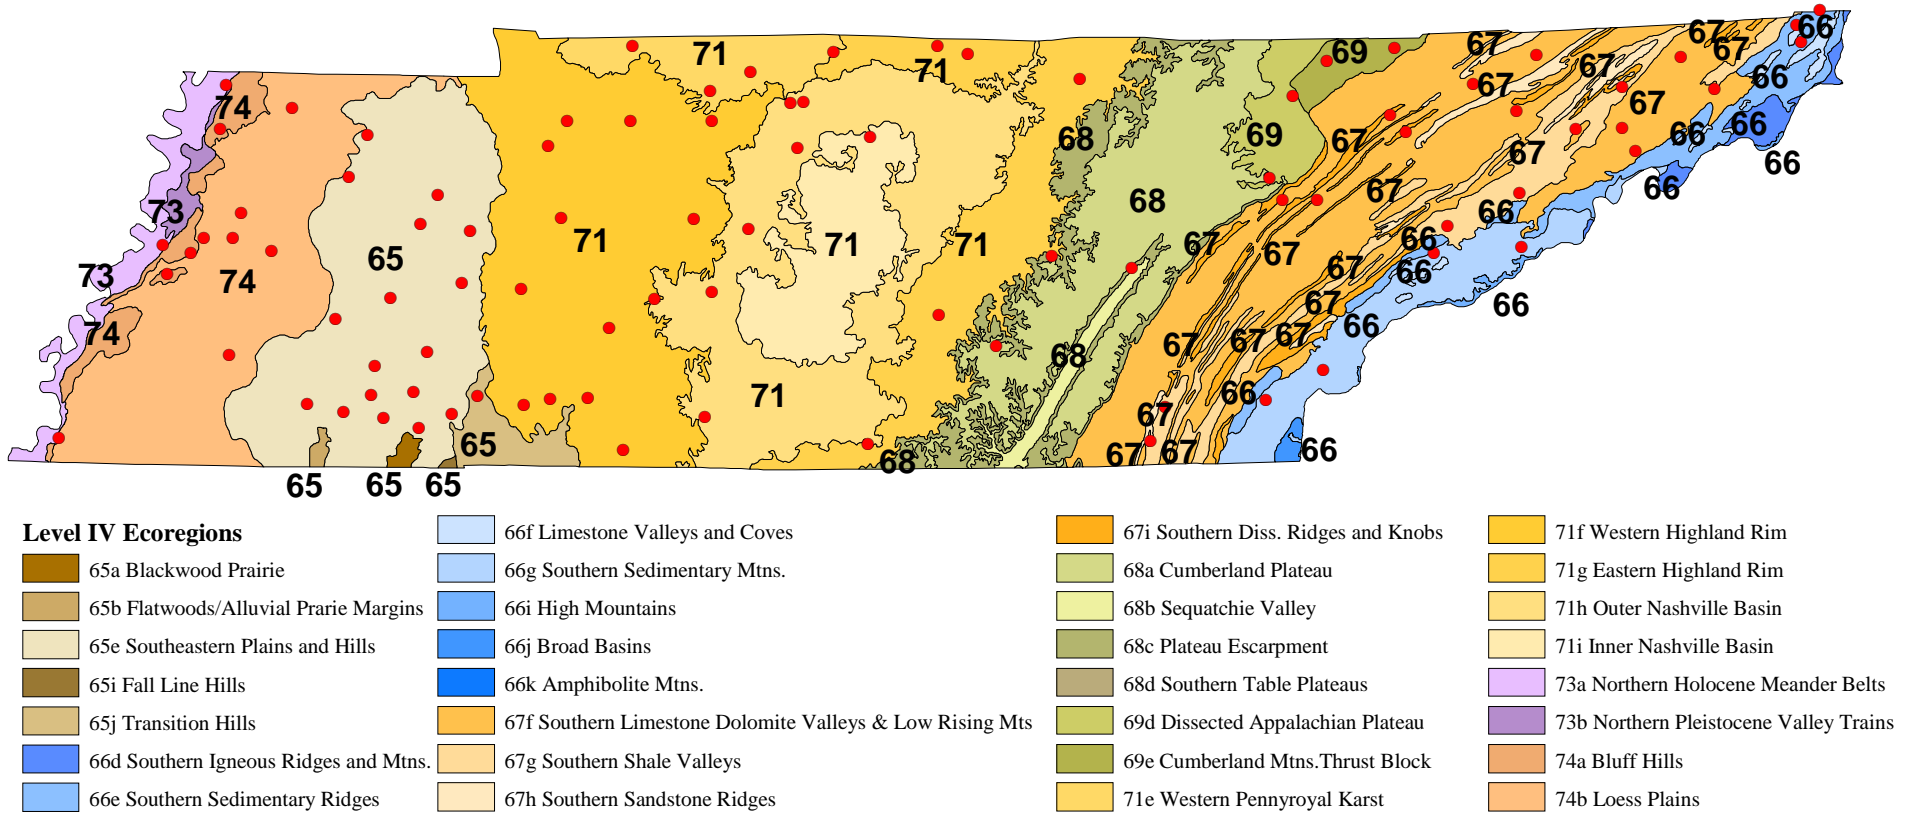 71
69
67
67
67
66
71
67
67
66
74
67
67
68
69
67
66
66
67
66
73
68
67
66
66
65
71
71
71
67
67
66
66
73
74
67
66
67
66
74
67
67
67
66
68
71
66
65
67
68
67
67
66
65
65
65
Level IV Ecoregions
65a Blackwood Prairie
65b Flatwoods/Alluvial Prarie Margins
65e Southeastern Plains and Hills
65i Fall Line Hills
65j Transition Hills
66d Southern Igneous Ridges and Mtns.
66e Southern Sedimentary Ridges
66f Limestone Valleys and Coves
66g Southern Sedimentary Mtns.
66i High Mountains
66j Broad Basins
66k Amphibolite Mtns.
67f Southern Limestone Dolomite Valleys & Low Rising Mts
67g Southern Shale Valleys
67h Southern Sandstone Ridges
67i Southern Diss. Ridges and Knobs
68a Cumberland Plateau
68b Sequatchie Valley
68c Plateau Escarpment
68d Southern Table Plateaus
69d Dissected Appalachian Plateau
69e Cumberland Mtns.Thrust Block
71e Western Pennyroyal Karst
71f Western Highland Rim
71g Eastern Highland Rim
71h Outer Nashville Basin
71i Inner Nashville Basin
73a Northern Holocene Meander Belts
73b Northern Pleistocene Valley Trains
74a Bluff Hills
74b Loess Plains